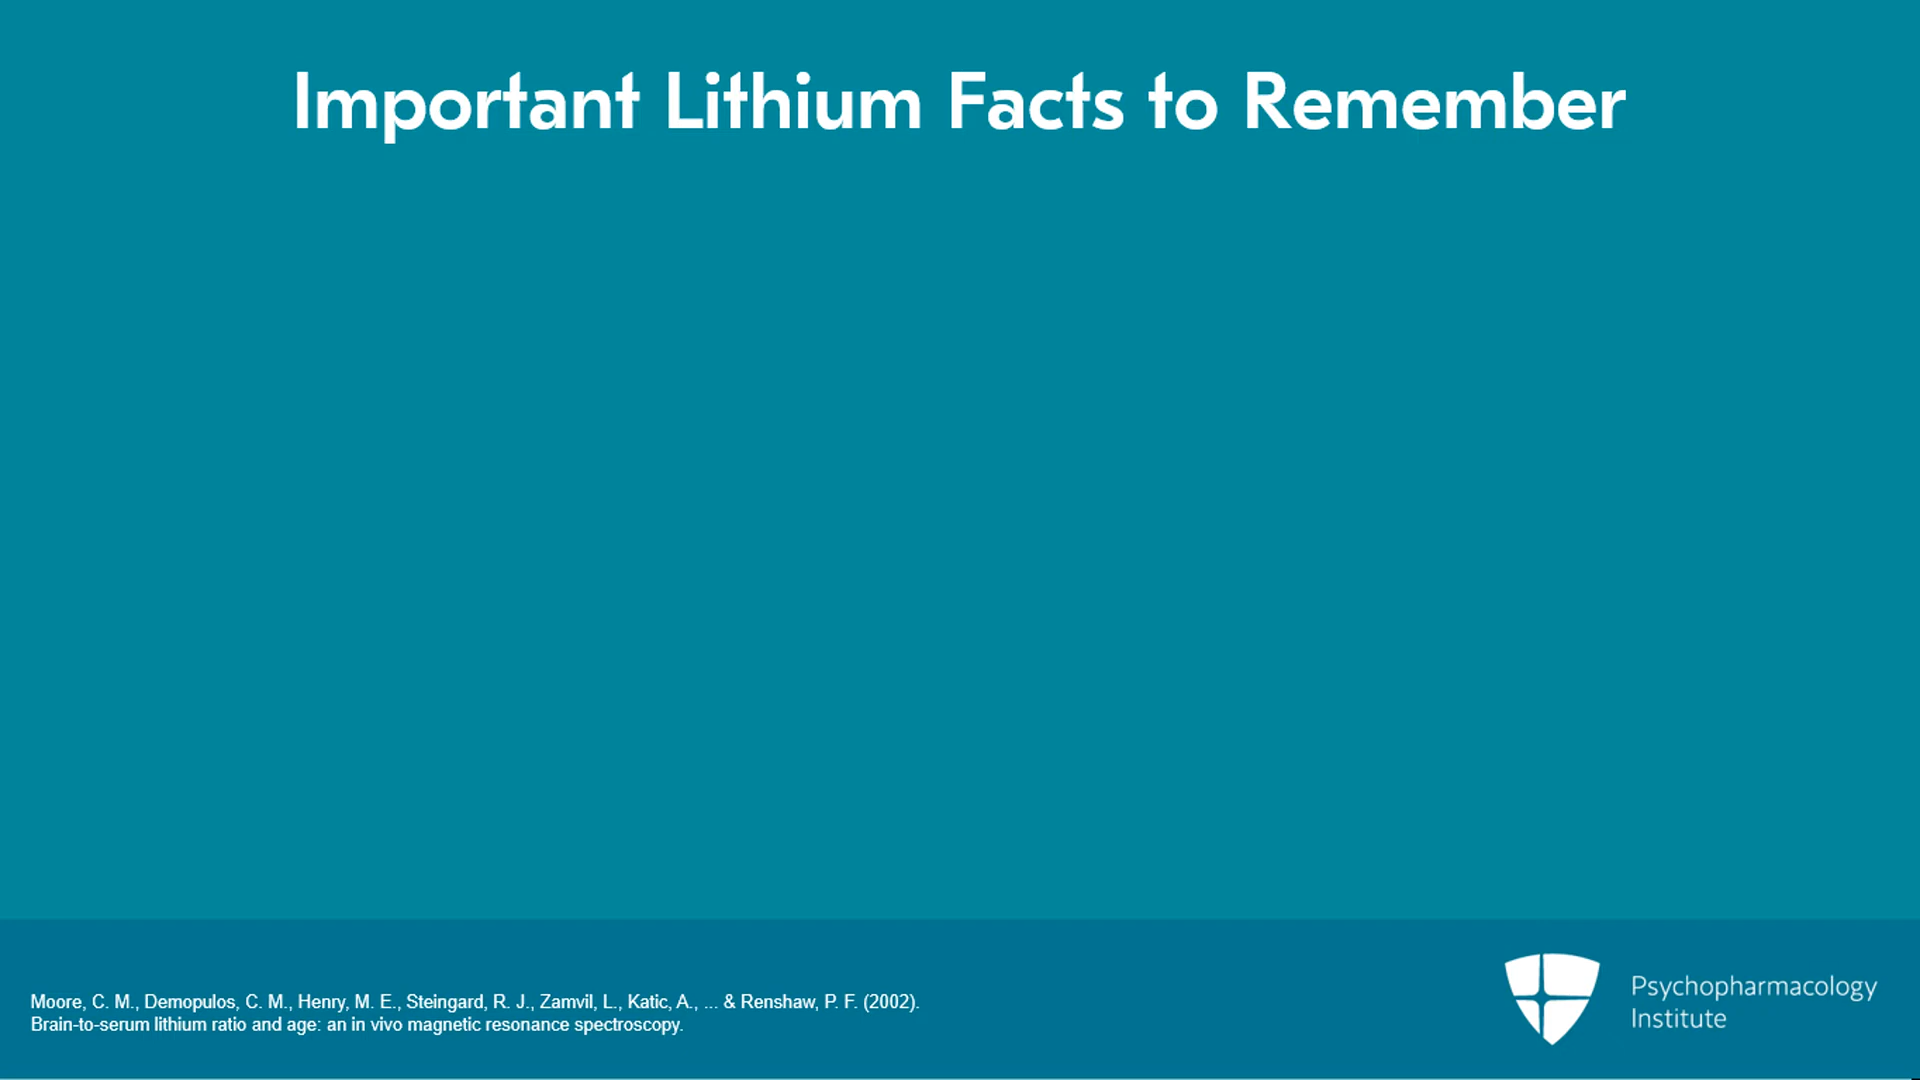 Important Lithium Facts to Remember
Moore, C. M., Demopulos, C. M., Henry, M. E., Steingard, R. J., Zamvil, L., Katic, A., ... & Renshaw, P. F. (2002).
Brain-to-serum lithium ratio and age: an in vivo magnetic resonance spectroscopy.
Psychopharmacology
Institute